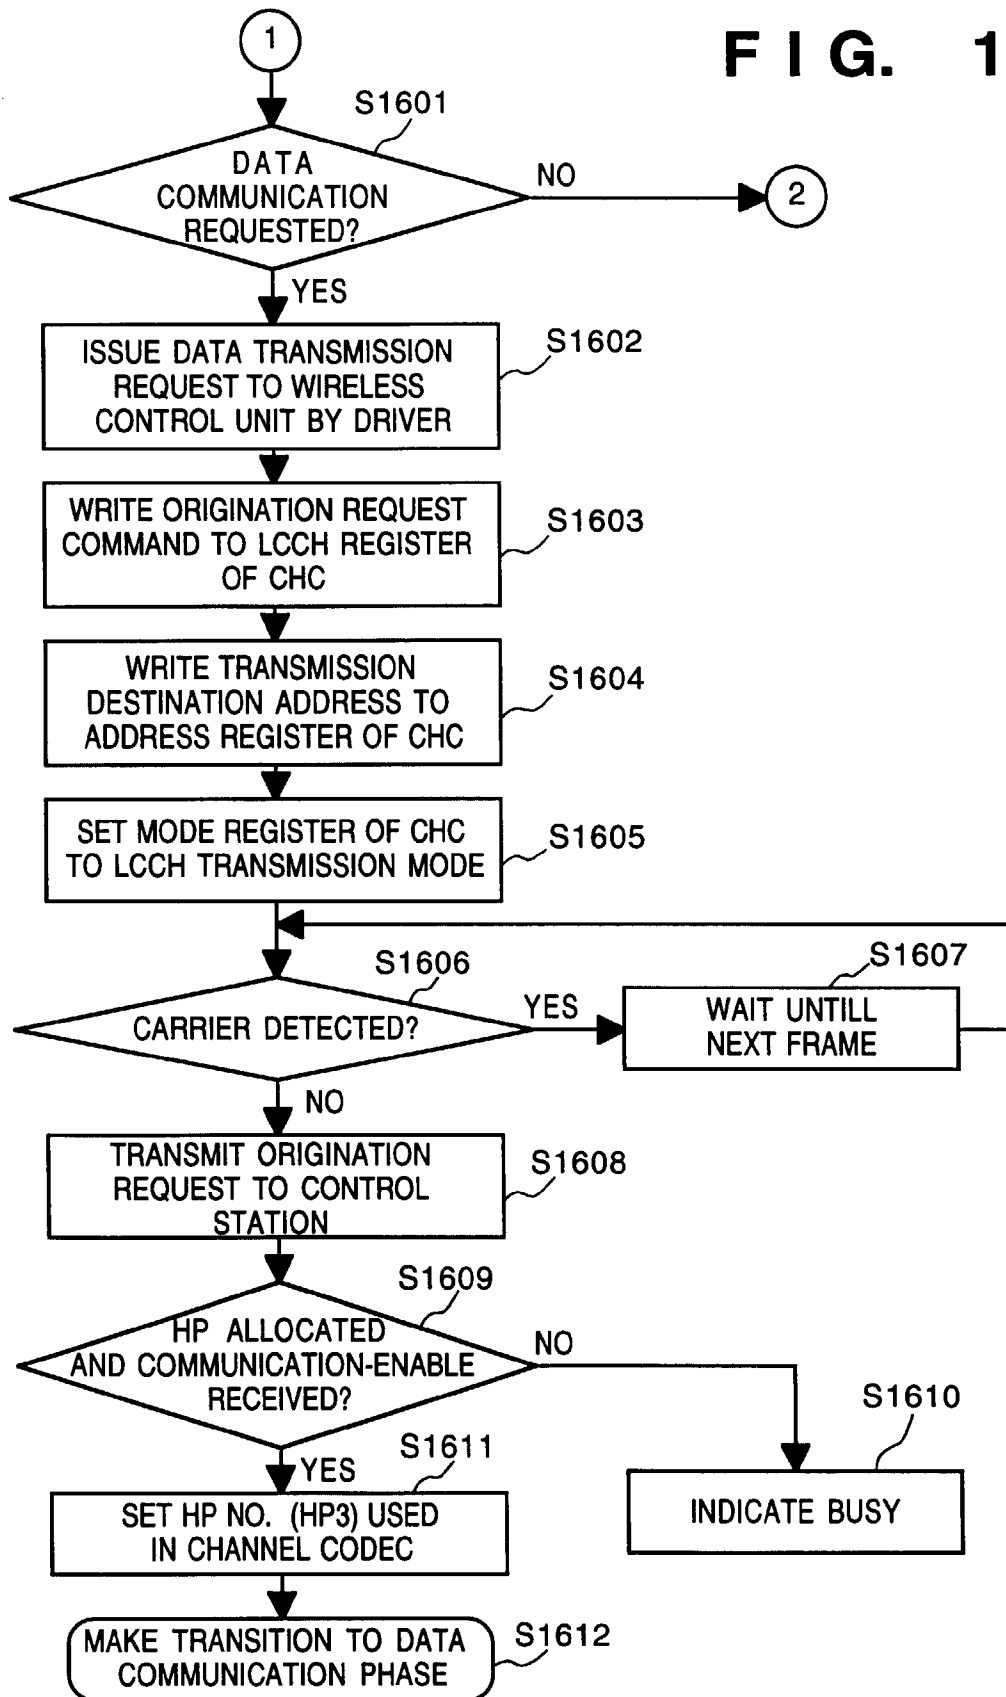 1
F I G. 1
S1601
DATA
COMMUNICATION
REQUESTED?
NO
2
YES
ISSUE DATA TRANSMISSION
REQUEST TO WIRELESS
CONTROL UNIT BY DRIVER
S1602
WRITE ORIGINATION REQUEST
COMMAND TO LCCH REGISTER
OF CHC
S1603
WRITE TRANSMISSION
DESTINATION ADDRESS TO
ADDRESS REGISTER OF CHC
S1604
SET MODE REGISTER OF CHC
TO LCCH TRANSMISSION MODE
S1605
S1606
CARRIER DETECTED?
YES
S1607
WAIT UNTILL
NEXT FRAME
NO
TRANSMIT ORIGINATION
REQUEST TO CONTROL
STATION
S1608
S1609
HP ALLOCATED
AND COMMUNICATION-ENABLE
RECEIVED?
NO
S1610
INDICATE BUSY
YES
S1611
SET HP NO. (HP3) USED
IN CHANNEL CODEC
MAKE TRANSITION TO DATA
COMMUNICATION PHASE
S1612